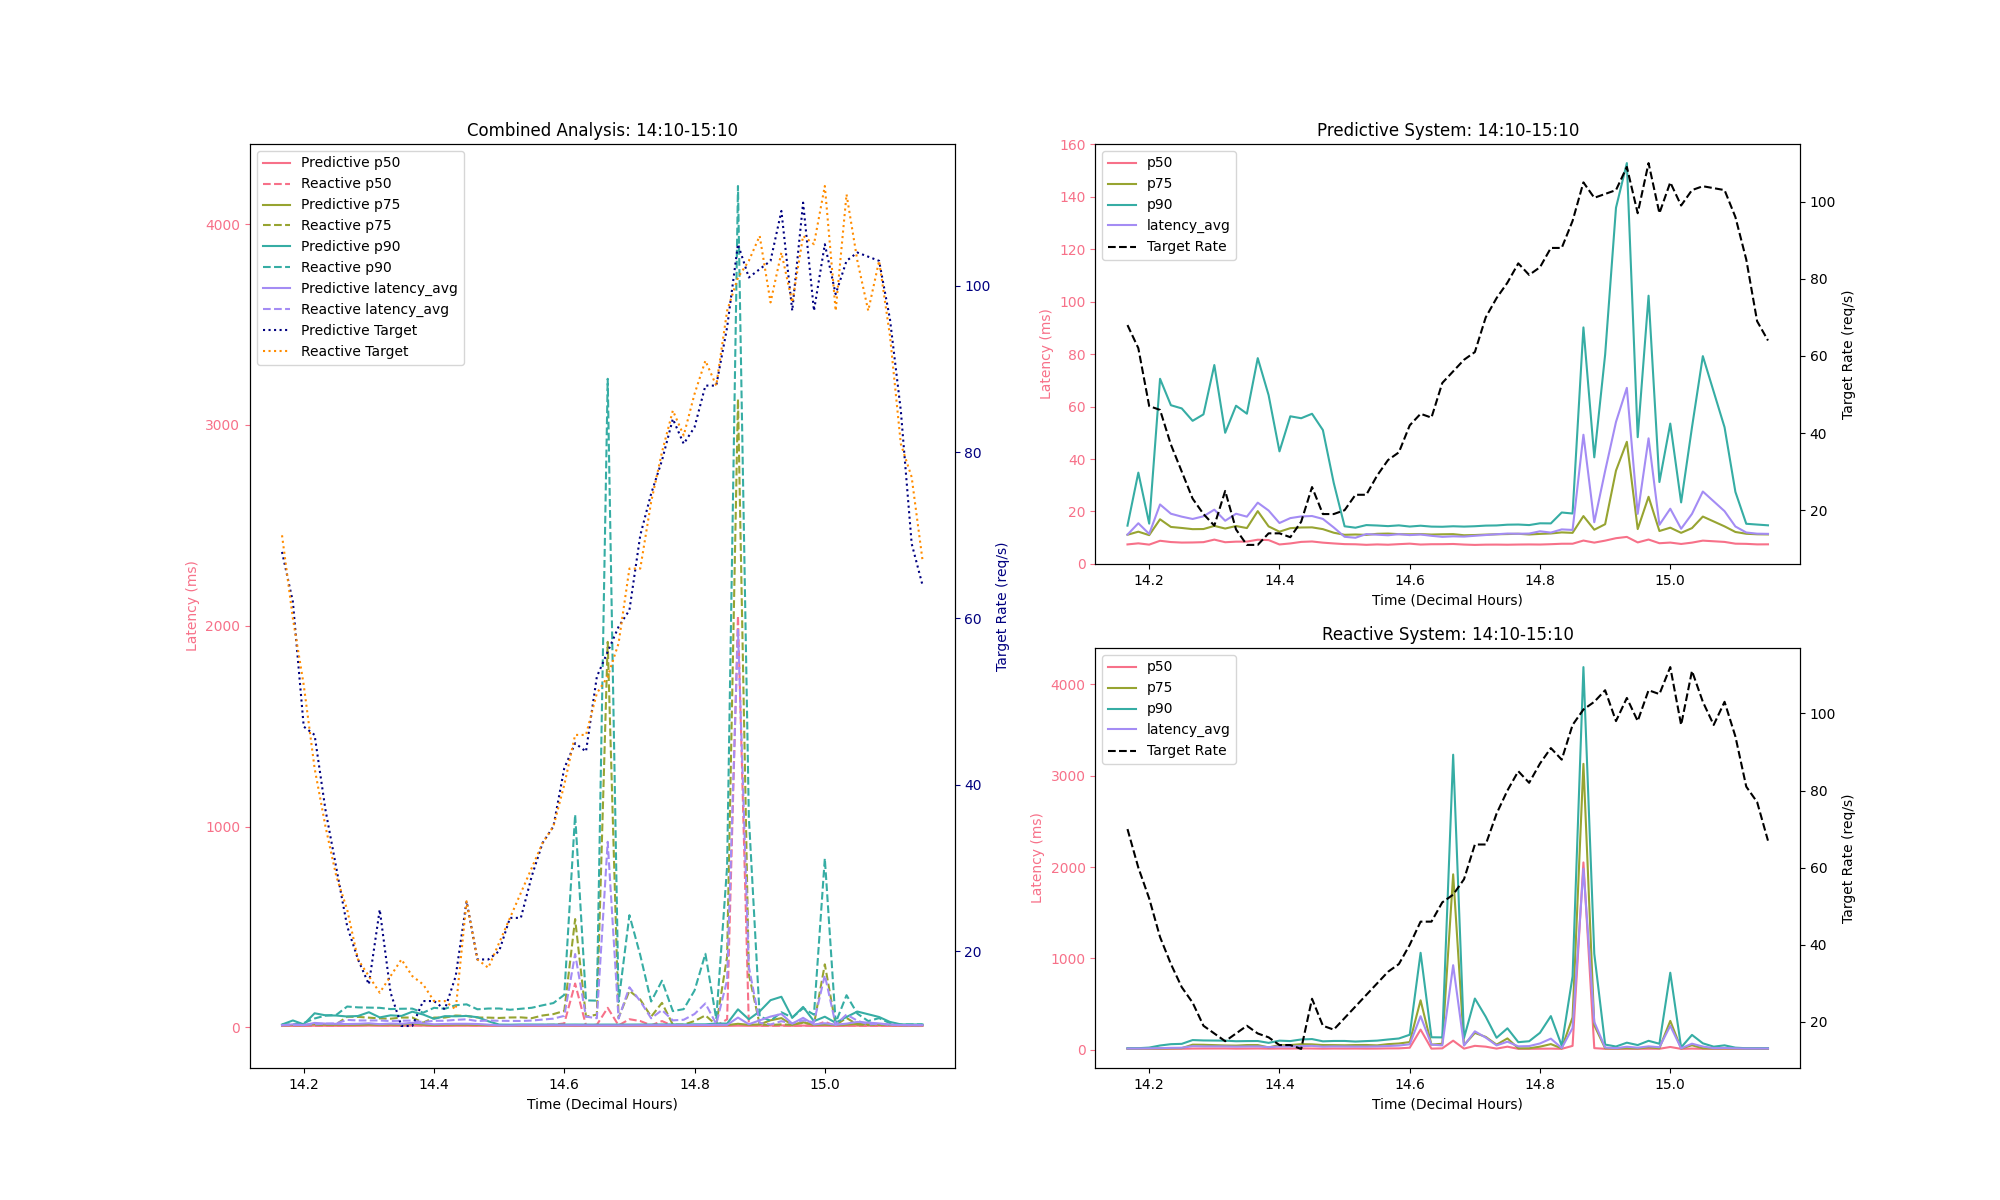 Combined Analysis: 14:10-15:10
Predictive p50
Reactive p50
Predictive p75
Reactive p75
Predictive p90
Reactive p90
Predictive latency_avg
Reactive latency_avg
Predictive Target
Reactive Target
4000
3000
2000
1000
0
Latency (ms)
100
80
60
40
20
Target Rate (req/s)
14.2 14.4 14.6 14.8 15.0
Time (Decimal Hours)
Predictive System: 14:10-15:10
p50
p75
p90
latency_avg
Target Rate
160
140
120
100
80
60
40
20
0
Latency (ms)
100
80
60
40
20
Target Rate (req/s)
14.2 14.4 14.6 14.8 15.0
Time (Decimal Hours)
Reactive System: 14:10-15:10
p50
p75
p90
latency_avg
Target Rate
4000
3000
2000
1000
0
Latency (ms)
100
80
60
40
20
Target Rate (req/s)
14.2 14.4 14.6 14.8 15.0
Time (Decimal Hours)